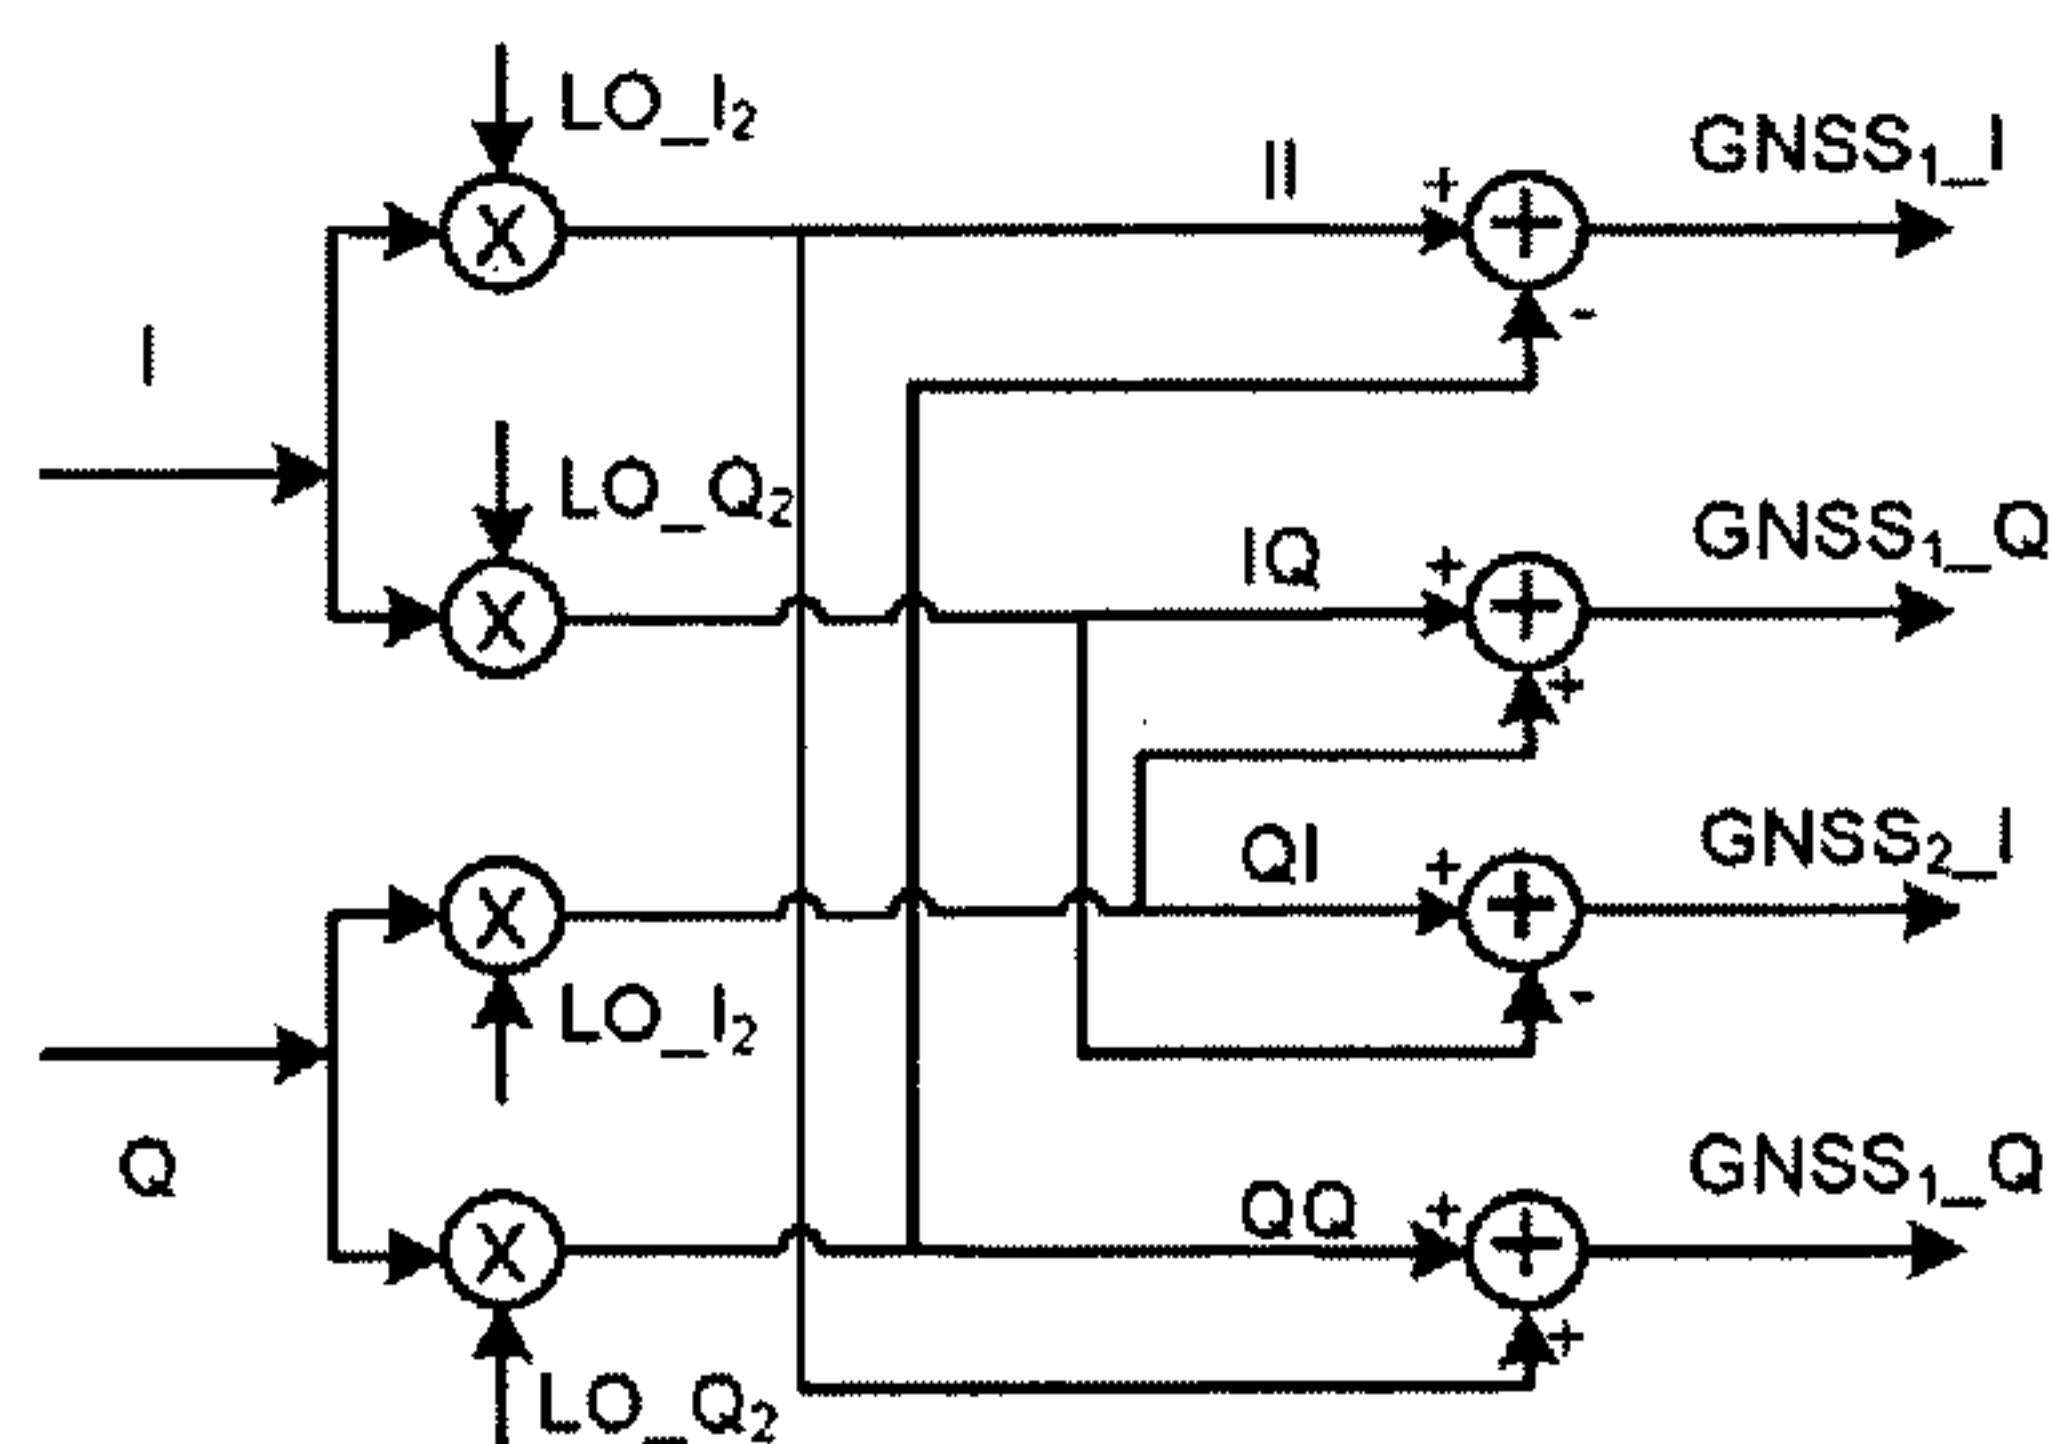 LO_I₂
II
+
GNSS₁_I
-
I
LO_Q₂
IQ
+
GNSS₁_Q
+
QI
+
GNSS₂_I
-
LO_I₂
Q
QQ
+
GNSS₁_Q
+
LO_Q₂